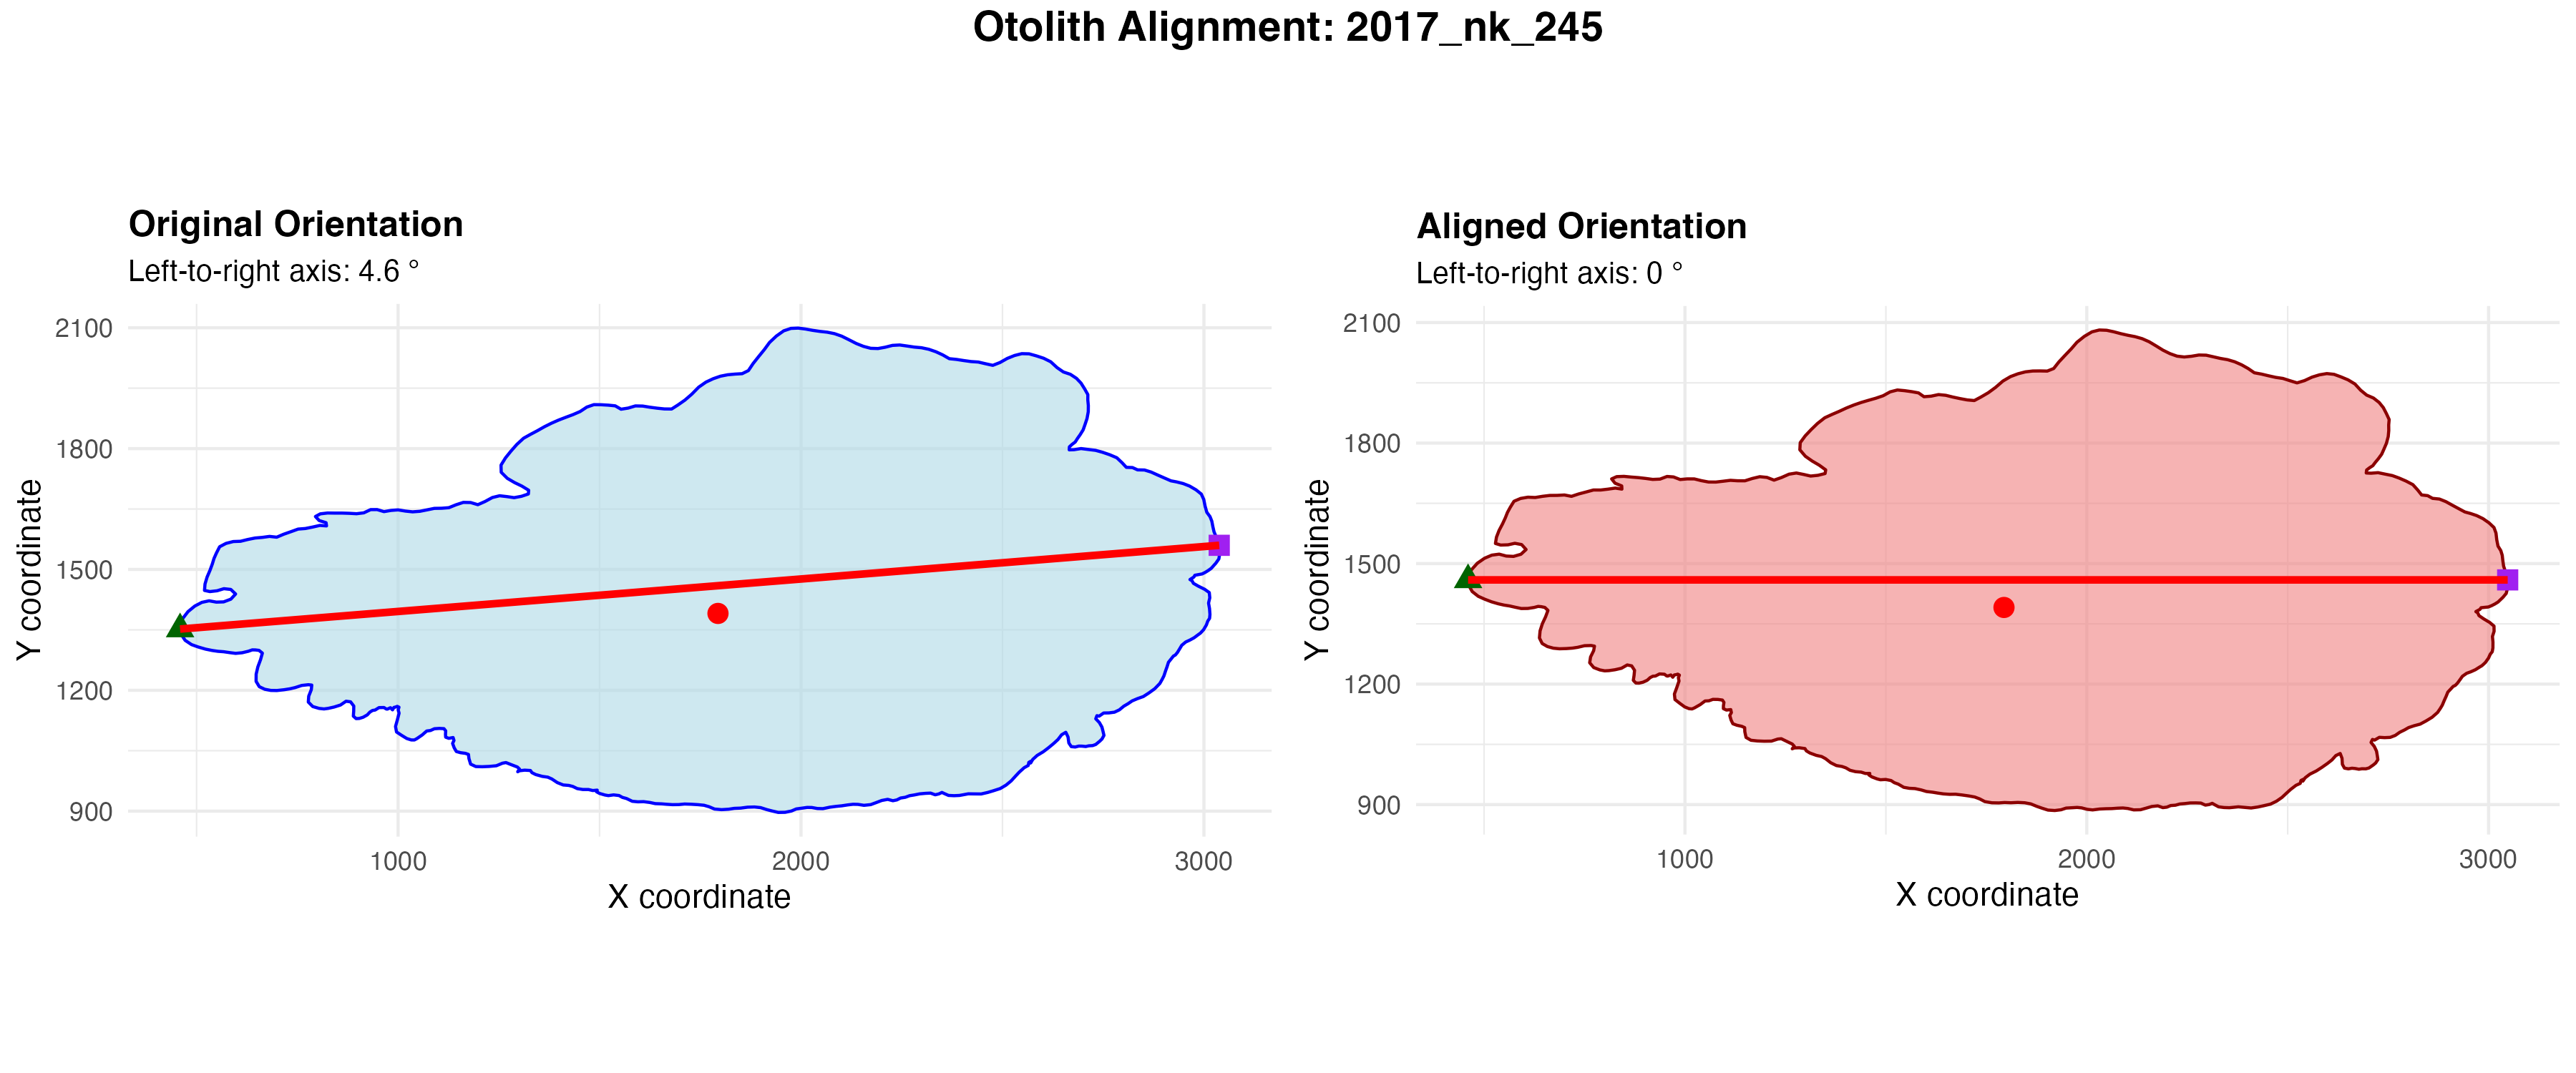 Otolith Alignment: 2017_nk_245
Original Orientation
Left-to-right axis: 4.6 °
2100
1800
1500
1200
900
Y coordinate
1000 2000 3000
X coordinate
Aligned Orientation
Left-to-right axis: 0 °
2100
1800
1500
1200
900
Y coordinate
1000 2000 3000
X coordinate